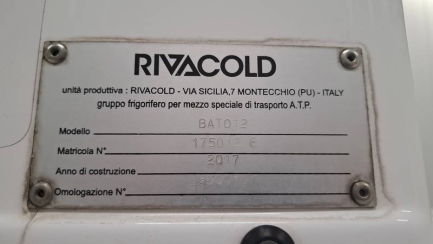 RIVACOLD
unità produttiva : RIVACOLD - VIA SICILIA,7 MONTECCHIO (PU) - ITALY
gruppo frigorifero per mezzo speciale di trasporto A.T.P.
Modello BAT012
Matricola N°
Anno di costruzione 2017
Omologazione N°